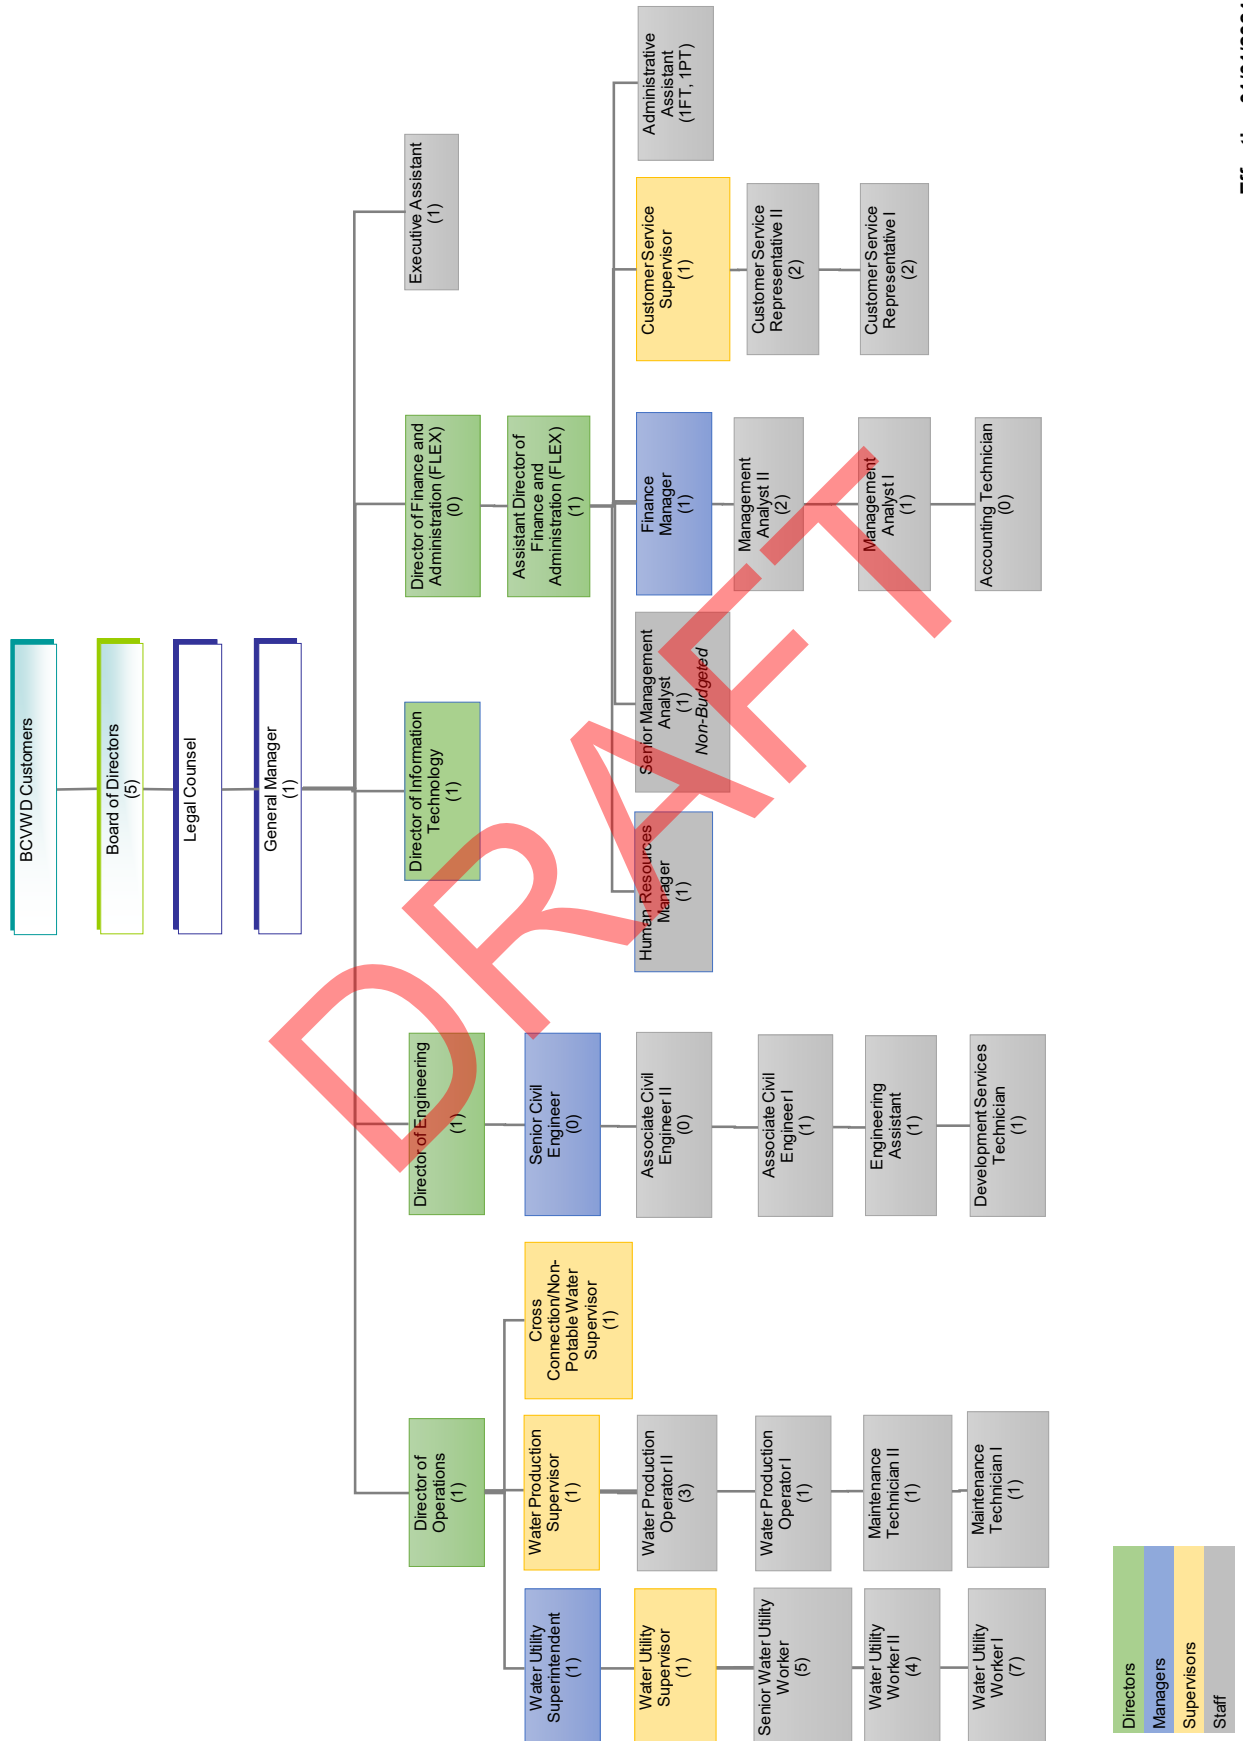 BCVWD Customers
Board of Directors
(5)
Legal Counsel
General Manager
(1)
Director of
Operations
(1)
Director of Engineering
(1)
Director of Information
Technology
(1)
Director of Finance and
Administration (FLEX)
(0)
Executive Assistant
(1)
Assistant Director of
Finance and
Administration (FLEX)
(1)
Water Utility
Superintendent
(1)
Water Production
Supervisor
(1)
Cross
Connection/Non-
Potable Water
Supervisor
(1)
Senior Civil
Engineer
(0)
Water Utility
Supervisor
(1)
Water Production
Operator II
(3)
Associate Civil
Engineer II
(0)
Human Resources
Manager
(1)
Senior Management
Analyst
(1)
Non-Budgeted
Finance
Manager
(1)
Customer Service
Supervisor
(1)
Administrative
Assistant
(1FT, 1PT)
Senior Water Utility
Worker
(5)
Water Production
Operator I
(1)
Associate Civil
Engineer I
(1)
Management
Analyst II
(2)
Customer Service
Representative II
(2)
Water Utility
Worker II
(4)
Maintenance
Technician II
(1)
Engineering
Assistant
(1)
Management
Analyst I
(1)
Customer Service
Representative I
(2)
Water Utility
Worker I
(7)
Maintenance
Technician I
(1)
Development Services
Technician
(1)
Accounting Technician
(0)
DRAFT
Directors
Managers
Supervisors
Staff